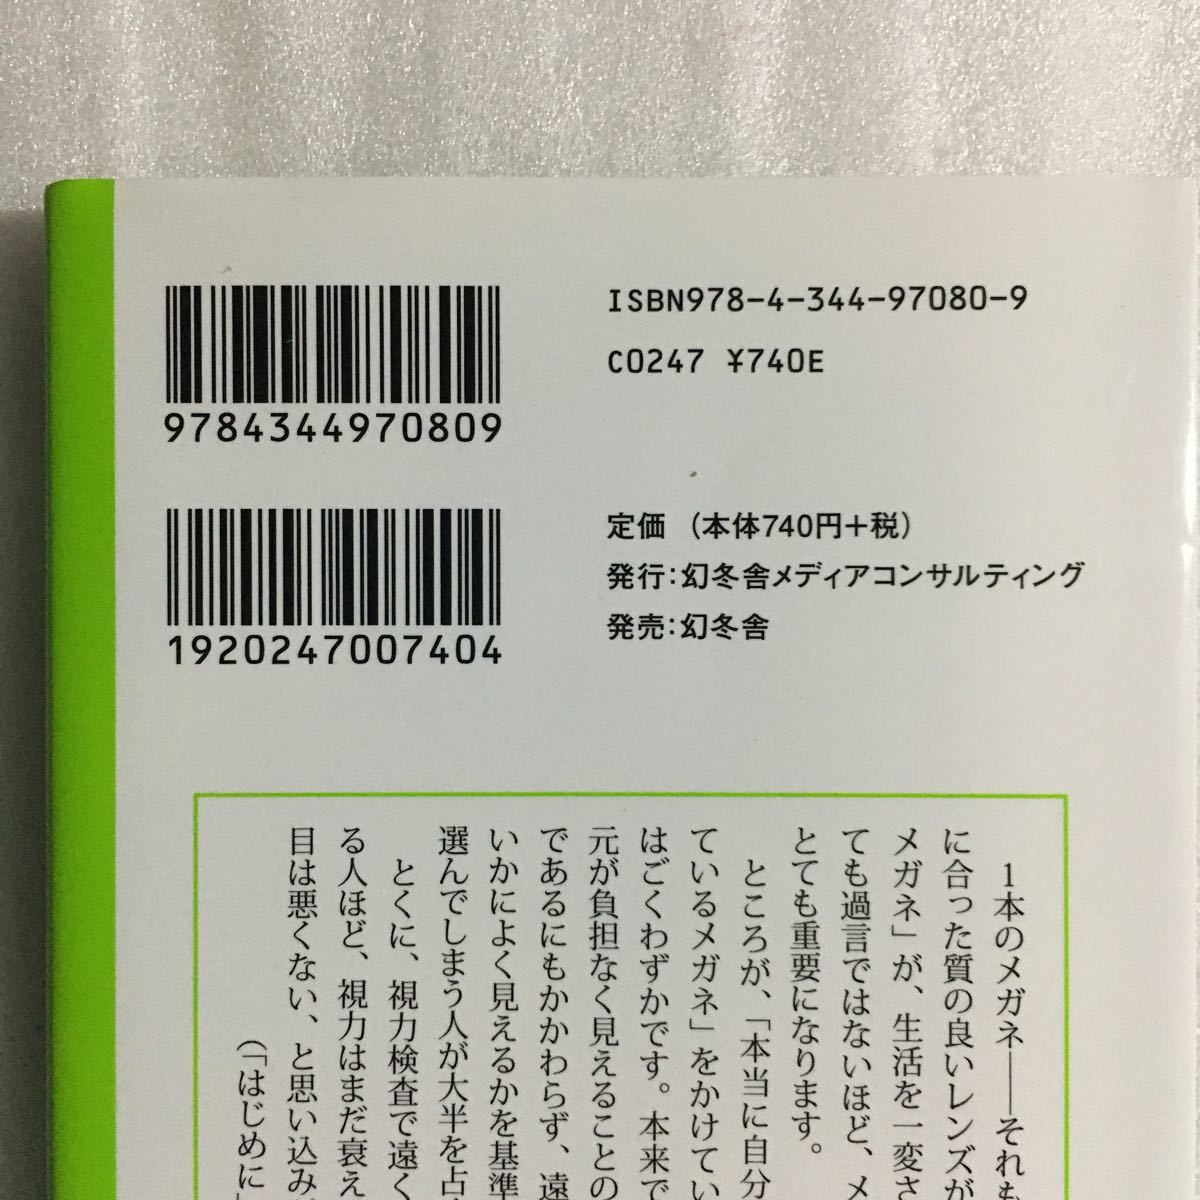 9784344970809
ISBN978-4-344-97080-9
C0247 ¥740E
1920247007404
定価 （本体740円＋税）
発行：幻冬舎メディアコンサルティング
発売：幻冬舎
1本のメガネ――それも
に合った質の良いレンズが
メガネ」が、生活を一変さ
ても過言ではないほど、メ
とても重要になります。
ところが、「本当に自分
ているメガネ」をかけてい
はごくわずかです。本来で
元が負担なく見えることの
であるにもかかわらず、遠
いかによく見えるかを基準
選んでしまう人が大半を占
とくに、視力検査で遠く
る人ほど、視力はまだ衰え
目は悪くない、と思い込み
（「はじめに」